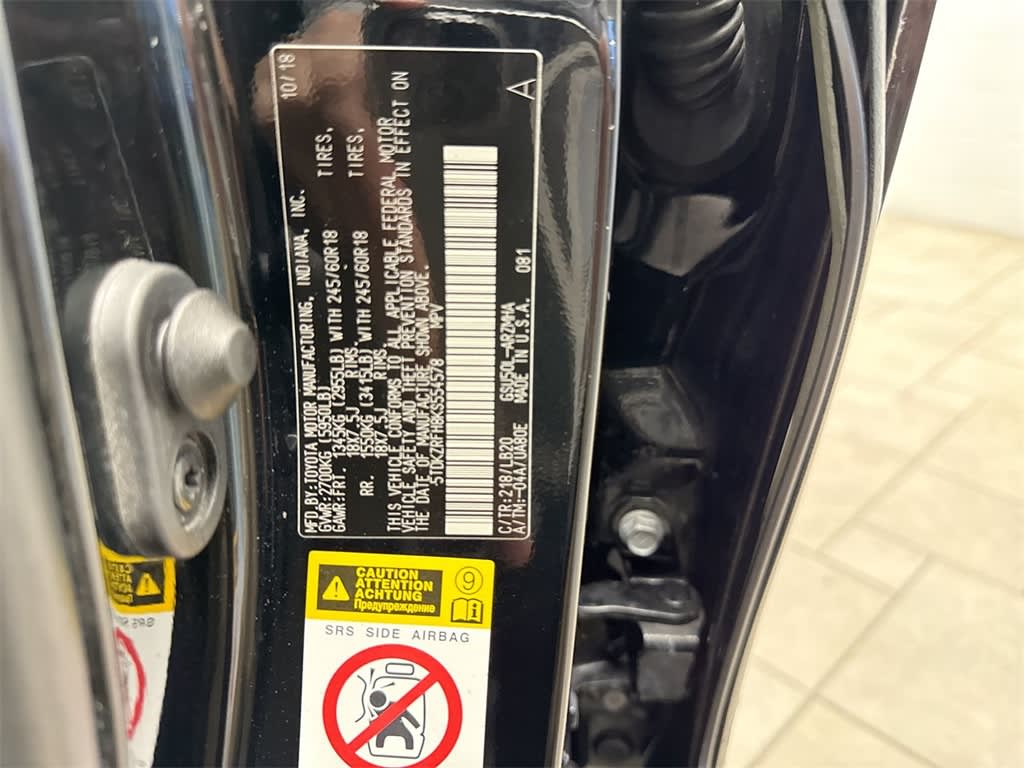 10/18
MFD.BY:TOYOTA MOTOR MANUFACTURING, INDIANA, INC.
GVWR:2700KG (5950LB)
GAWR:FRT. 1345KG (2955LB) WITH 245/60R18 TIRES,
18X7.5J RIMS
RR. 1550KG (3415LB) WITH 245/60R18 TIRES,
18X7.5J RIMS
THIS VEHICLE CONFORMS TO ALL APPLICABLE FEDERAL MOTOR
VEHICLE SAFETY AND THEFT PREVENTION STANDARDS IN EFFECT ON
THE DATE OF MANUFACTURE SHOWN ABOVE.
5TDKZRFH8KS554578 MPV
C/TR:218/LB20 GSU50L-ARZMHA
A/TM:-04A/UA80E MADE IN U.S.A. 081
A
CAUTION
ATTENTION
ACHTUNG
Предупреждение
9
SRS SIDE AIRBAG